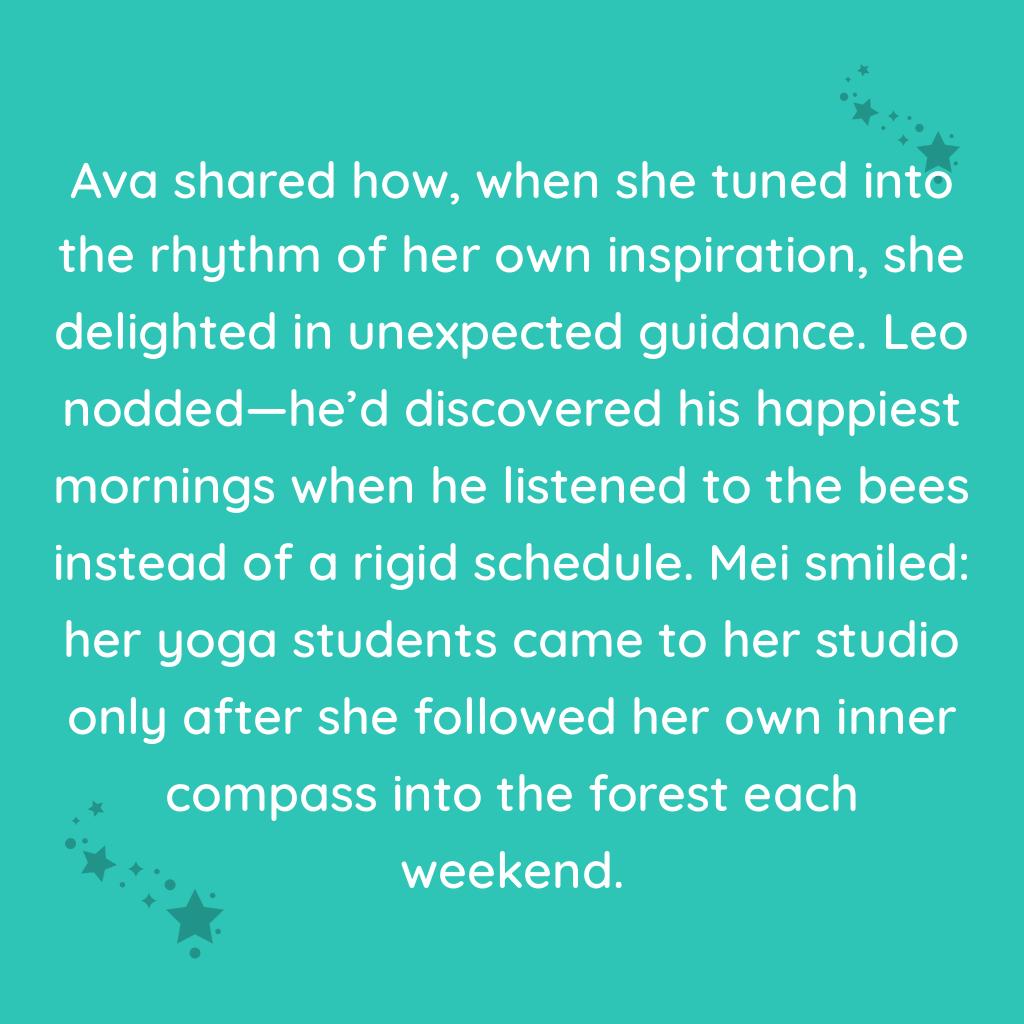 Ava shared how, when she tuned into
the rhythm of her own inspiration, she
delighted in unexpected guidance. Leo
nodded—he’d discovered his happiest
mornings when he listened to the bees
instead of a rigid schedule. Mei smiled:
her yoga students came to her studio
only after she followed her own inner
compass into the forest each
weekend.